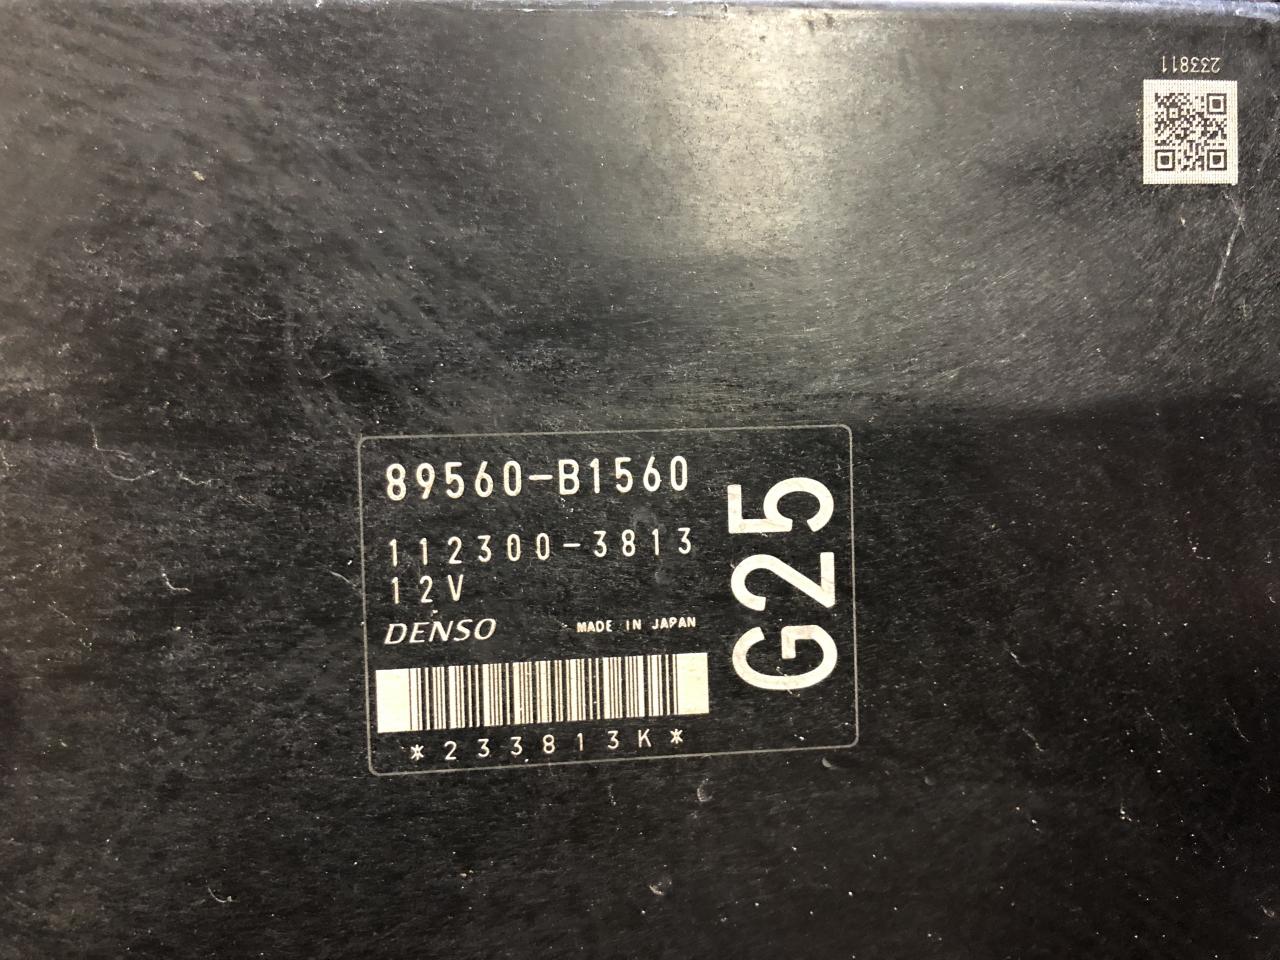 233811
89560-B1560
112300-3813
12V
DENSO MADE IN JAPAN
*233813K*
G25